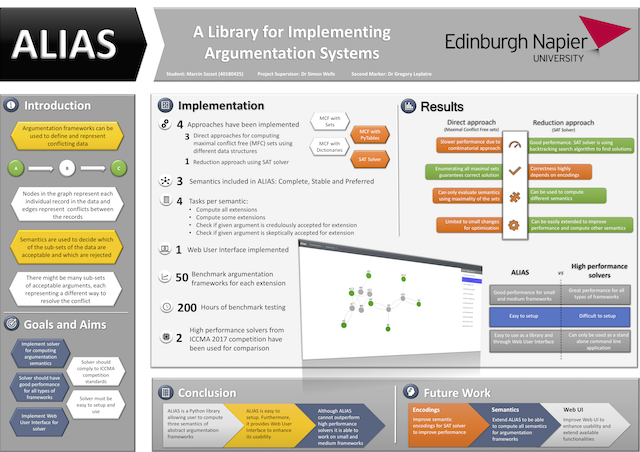 ALIAS
A Library for Implementing
Argumentation Systems
Student: Marcin Sazset (40180425) Project Supervisor: Dr Simon Wells Second Marker: Dr Gregory Leplatre
Edinburgh Napier
UNIVERSITY
Introduction
Argumentation frameworks can be
used to define and represent
conflicting data
A
B
C
Nodes in the graph represent each
individual record in the data and
edges represent conflicts between
the records
Semantics are used to decide which
of the sub-sets of the data are
acceptable and which are rejected
There might be many sub-sets
of acceptable arguments, each
representing a different way to
resolve the conflict
Goals and Aims
Implement solver
for computing
argumentation
semantics
Solver should
comply to ICCMA
competition
standards
Solver should have
good performance
for all types of
frameworks
Solver must be
easy to setup and
use
Implement Web
User Interface for
solver
Implementation
4 Approaches have been implemented
3 Direct approaches for computing
maximal conflict free (MFC) sets using
different data structures
1 Reduction approach using SAT solver
MCF with
Sets
MCF with
PyTables
MCF with
Dictionaries
SAT Solver
3 Semantics included in ALIAS: Complete, Stable and Preferred
4 Tasks per semantic:
• Compute all extensions
• Compute some extensions
• Check if given argument is credulously accepted for extension
• Check if given argument is skeptically accepted for extension
1 Web User Interface implemented
50 Benchmark argumentation
frameworks for each extension
200 Hours of benchmark testing
2 High performance solvers from
ICCMA 2017 competition have
been used for comparison
Results
Direct approach
(Maximal Conflict Free sets)
Reduction approach
(SAT Solver)
Slower performance due to
combinatorial approach
Good performance. SAT solver is using
backtracking search algorithm to find solutions
Enumerating all maximal sets
guarantees correct solution
Correctness highly
depends on encodings
Can only evaluate semantics
using maximality of the sets
Can be used to compute
different semantics
Limited to small changes
for optimization
Can be easily extended to improve
performance and compute other semantics
ALIAS
vs
High performance
solvers
Good performance for small
and medium frameworks
Great performance for all
types of frameworks
Easy to setup
Difficult to setup
Easy to use as a library and
through Web User Interface
Can only be used as a stand
alone command line
application
Conclusion
ALIAS is a Python library
allowing user to compute
three semantics of
abstract argumentation
frameworks
ALIAS is easy to
setup. Furthermore,
it provides Web User
Interface to enhance
its usability
Although ALIAS
cannot outperform
high performance
solvers it is able to
work on small and
medium frameworks
Future Work
Encodings
Improve semantic
encodings for SAT solver
to improve performance
Semantics
Extend ALIAS to be able
to compute all semantics
for argumentation
frameworks
Web UI
Improve Web UI to
enhance usability and
extend available
functionalities